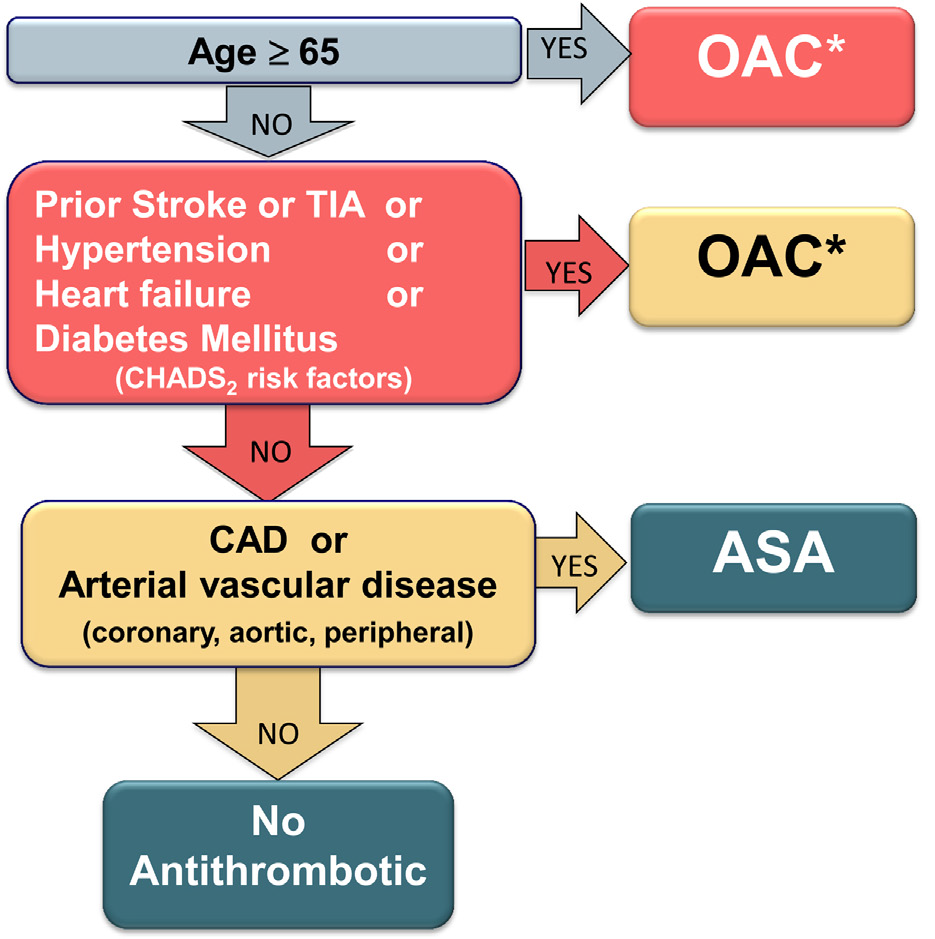 Age ≥ 65
YES
OAC*
NO
Prior Stroke or TIA or
Hypertension or
Heart failure or
Diabetes Mellitus
(CHADS₂ risk factors)
YES
OAC*
NO
CAD or
Arterial vascular disease
(coronary, aortic, peripheral)
YES
ASA
NO
No
Antithrombotic